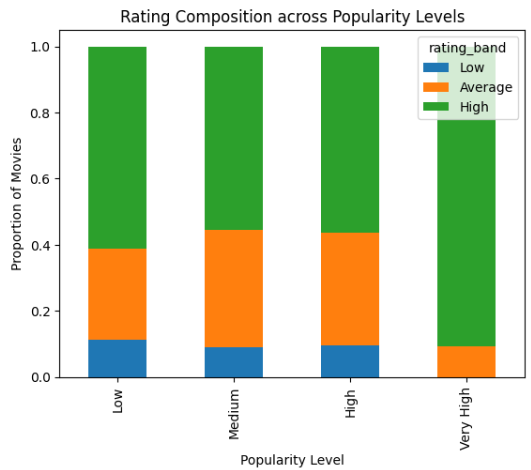 Rating Composition across Popularity Levels
rating_band
Low
Average
High
Proportion of Movies
1.0
0.8
0.6
0.4
0.2
0.0
Low
Medium
High
Very High
Popularity Level